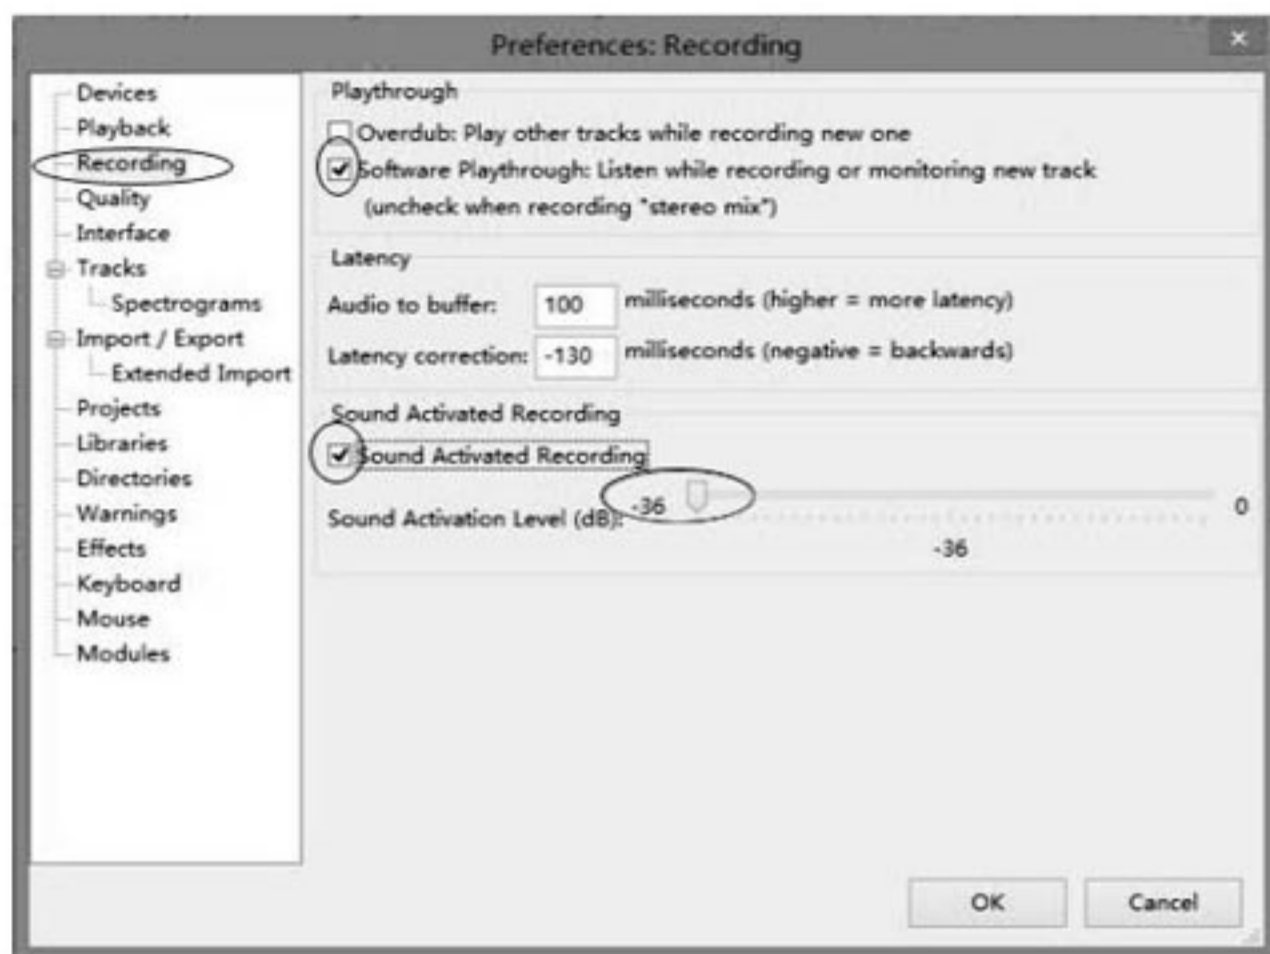 Preferences: Recording
×
Devices
Playback
Recording
Quality
Interface
Tracks
Spectrograms
Import / Export
Extended Import
Projects
Libraries
Directories
Warnings
Effects
Keyboard
Mouse
Modules
Playthrough
Overdub: Play other tracks while recording new one
Software Playthrough: Listen while recording or monitoring new track
(uncheck when recording "stereo mix")
Latency
Audio to buffer: 100 milliseconds (higher = more latency)
Latency correction: -130 milliseconds (negative = backwards)
Sound Activated Recording
Sound Activated Recording
Sound Activation Level (dB): -36 0
-36
OK Cancel